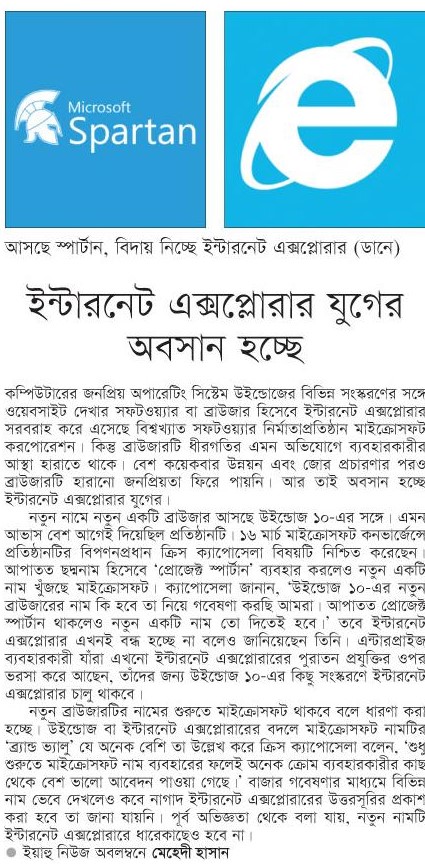 Microsoft
Spartan
আসছে স্পার্টান, বিদায় নিচ্ছে ইন্টারনেট এক্সপ্লোরার (ডানে)
ইন্টারনেট এক্সপ্লোরার যুগের
অবসান হচ্ছে
কম্পিউটারের জনপ্রিয় অপারেটিং সিস্টেম উইন্ডোজের বিভিন্ন সংস্করণের সঙ্গে
ওয়েবসাইট দেখার সফটওয়্যার বা ব্রাউজার হিসেবে ইন্টারনেট এক্সপ্লোরার
সরবরাহ করে এসেছে বিশ্বখ্যাত সফটওয়্যার নির্মাতাপ্রতিষ্ঠান মাইক্রোসফট
করপোরেশন। কিন্তু ব্রাউজারটি ধীরগতির এমন অভিযোগে ব্যবহারকারীর
আস্থা হারাতে থাকে। বেশ কয়েকবার উন্নয়ন এবং জোর প্রচারণার পরও
ব্রাউজারটি হারানো জনপ্রিয়তা ফিরে পায়নি। আর তাই অবসান হচ্ছে
ইন্টারনেট এক্সপ্লোরার যুগের।
নতুন নামে নতুন একটি ব্রাউজার আসছে উইন্ডোজ ১০-এর সঙ্গে। এমন
আভাস বেশ আগেই দিয়েছিল প্রতিষ্ঠানটি। ১৬ মার্চ মাইক্রোসফট কনভার্জেন্সে
প্রতিষ্ঠানটির বিপণনপ্রধান ক্রিস ক্যাপোসেলা বিষয়টি নিশ্চিত করেছেন।
আপাতত ছদ্মনাম হিসেবে ‘প্রোজেক্ট স্পার্টান’ ব্যবহার করলেও নতুন একটি
নাম খুঁজছে মাইক্রোসফট। ক্যাপোসেলা জানান, ‘উইন্ডোজ ১০-এর নতুন
ব্রাউজারের নাম কি হবে তা নিয়ে গবেষণা করছি আমরা। আপাতত প্রোজেক্ট
স্পার্টান থাকলেও নতুন একটি নাম তো দিতেই হবে।’ তবে ইন্টারনেট
এক্সপ্লোরার এখনই বন্ধ হচ্ছে না বলেও জানিয়েছেন তিনি। এন্টারপ্রাইজ
ব্যবহারকারী যাঁরা এখনো ইন্টারনেট এক্সপ্লোরারের পুরাতন প্রযুক্তির ওপর
ভরসা করে আছেন, তাঁদের জন্য উইন্ডোজ ১০-এর কিছু সংস্করণে ইন্টারনেট
এক্সপ্লোরার চালু থাকবে।
নতুন ব্রাউজারটির নামের শুরুতে মাইক্রোসফট থাকবে বলে ধারণা করা
হচ্ছে। উইন্ডোজ বা ইন্টারনেট এক্সপ্লোরারের বদলে মাইক্রোসফট নামটির
‘ব্র্যান্ড ভ্যালু’ যে অনেক বেশি তা উল্লেখ করে ক্রিস ক্যাপোসেলা বলেন, ‘শুধু
শুরুতে মাইক্রোসফট নাম ব্যবহারের ফলেই অনেক ক্রোম ব্যবহারকারীর কাছ
থেকে বেশ ভালো আবেদন পাওয়া গেছে।’ বাজার গবেষণার মাধ্যমে বিভিন্ন
নাম ভেবে দেখলেও কবে নাগাদ ইন্টারনেট এক্সপ্লোরারের উত্তরসূরির প্রকাশ
করা হবে তা জানা যায়নি। পূর্ব অভিজ্ঞতা থেকে বলা যায়, নতুন নামটি
ইন্টারনেট এক্সপ্লোরারে ধারেকাছেও হবে না।
● ইয়াহু নিউজ অবলম্বনে মেহেদী হাসান